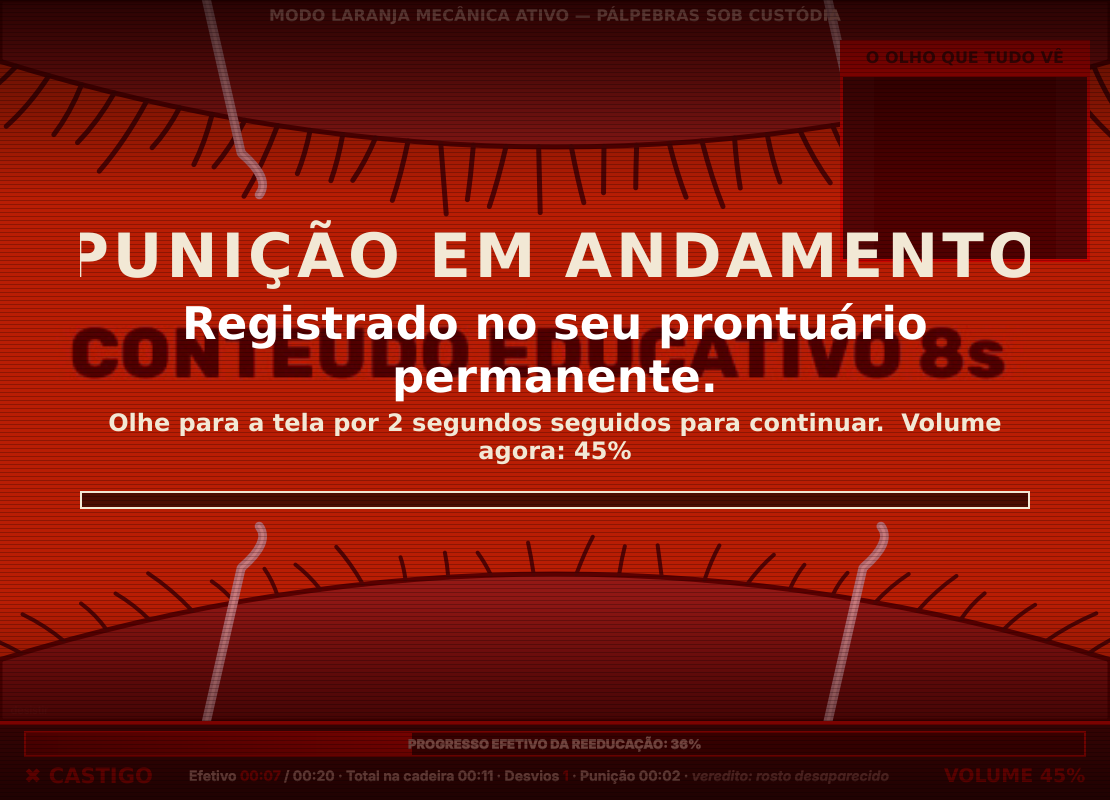 MODO LARANJA MECÂNICA ATIVO — PÁLPEBRAS SOB CUSTÓDIA
O OLHO QUE TUDO VÊ
PUNIÇÃO EM ANDAMENTO
Registrado no seu prontuário
CONTEÚDO EDUCATIVO 8s
permanente.
Olhe para a tela por 2 segundos seguidos para continuar. Volume
agora: 45%
PROGRESSO EFETIVO DA REEDUCAÇÃO: 36%
✖ CASTIGO
Efetivo 00:07 / 00:20 · Total na cadeira 00:11 · Desvios 1 · Punição 00:02 · veredito: rosto desaparecido
VOLUME 45%